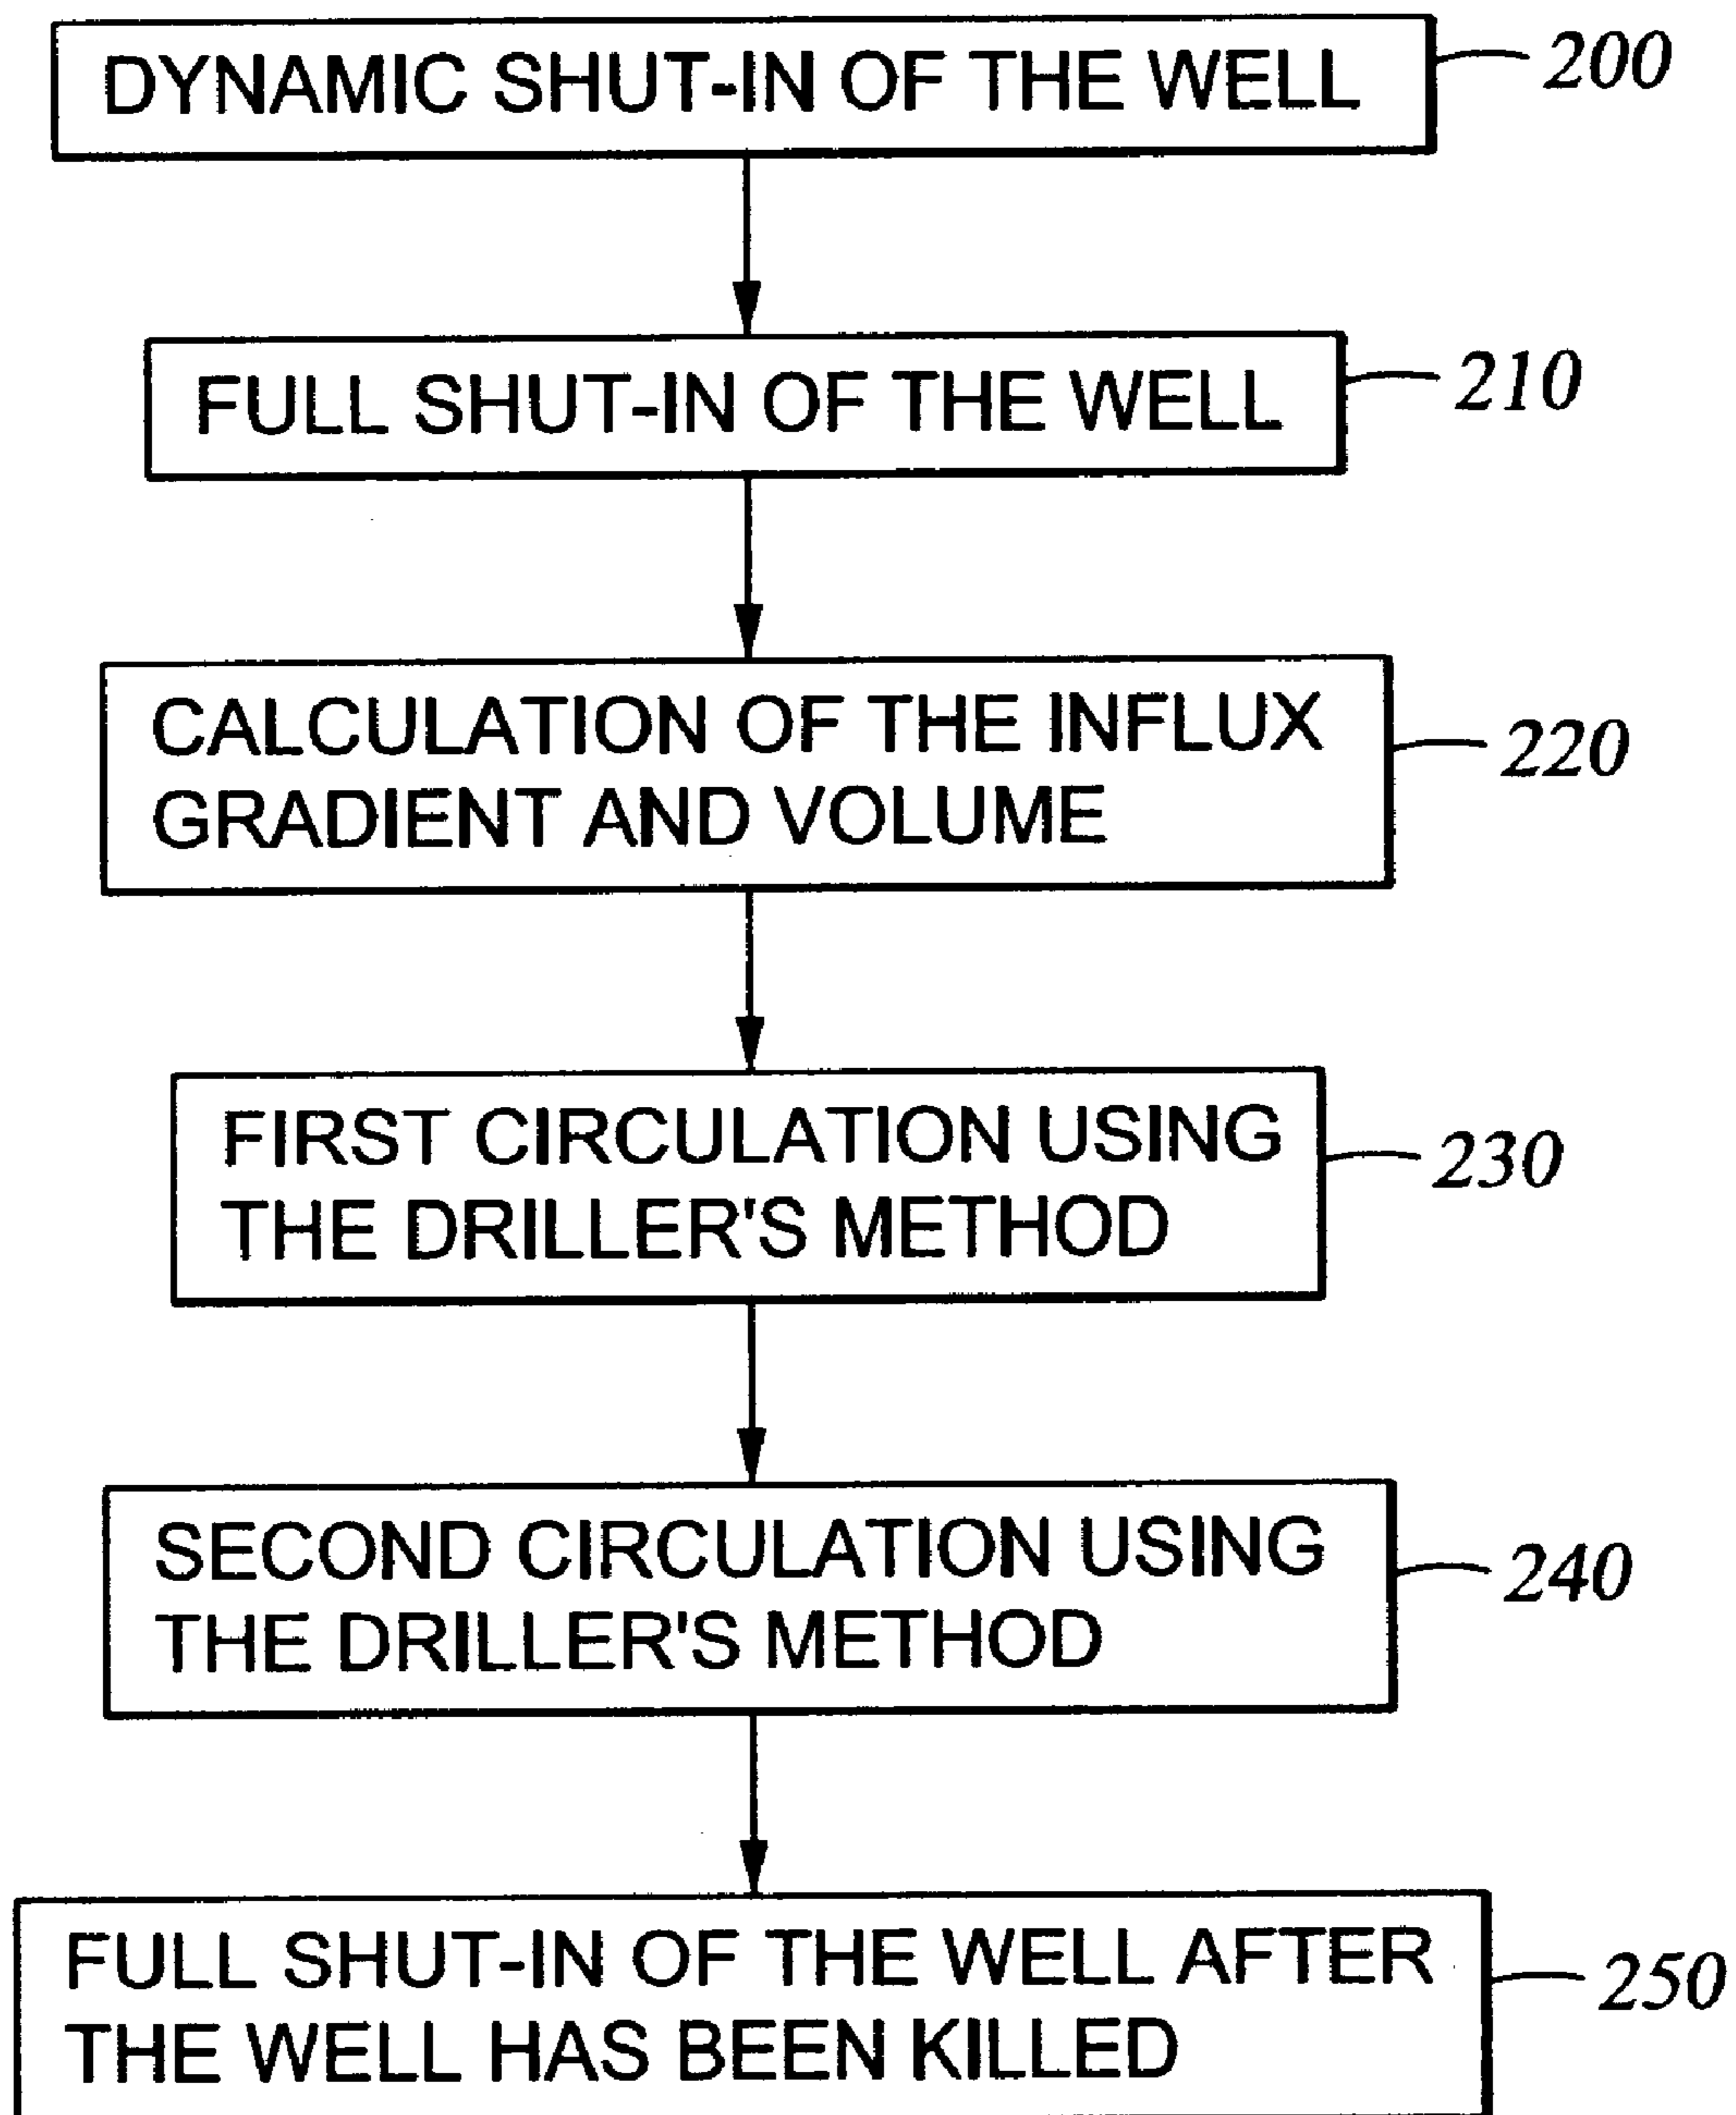 DYNAMIC SHUT-IN OF THE WELL
200
FULL SHUT-IN OF THE WELL
210
CALCULATION OF THE INFLUX
GRADIENT AND VOLUME
220
FIRST CIRCULATION USING
THE DRILLER'S METHOD
230
SECOND CIRCULATION USING
THE DRILLER'S METHOD
240
FULL SHUT-IN OF THE WELL AFTER
THE WELL HAS BEEN KILLED
250